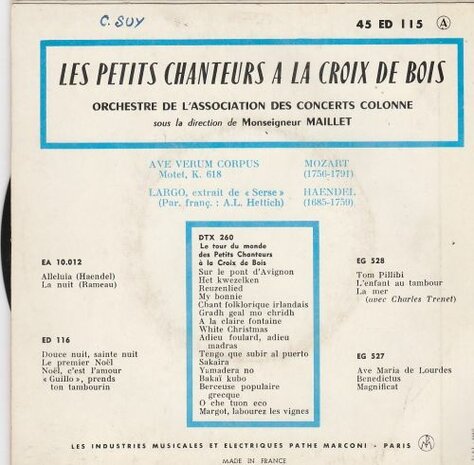 C. SUY
45 ED 115 A
LES PETITS CHANTEURS A LA CROIX DE BOIS
ORCHESTRE DE L'ASSOCIATION DES CONCERTS COLONNE
sous la direction de Monseigneur MAILLET
AVE VERUM CORPUS MOZART
Motet, K. 618 (1756-1791)
LARGO, extrait de « Serse » HAENDEL
(Par. franç. : A.L. Hettich) (1685-1759)
EA 10.012
Alleluia (Haendel)
La nuit (Rameau)
ED 116
Douce nuit, sainte nuit
Le premier Noël
Noël, c'est l'amour
« Guillo », prends
ton tambourin
DTX 260
Le tour du monde
des Petits Chanteurs
à la Croix de Bois
Sur le pont d'Avignon
Het kwezelken
Reuzenlied
My bonnie
Chant folklorique irlandais
Gradh geal mo chridh
A la claire fontaine
White Christmas
Adieu foulard, adieu
madras
Tengo que subir al puerto
Sakaïra
Yamadera no
Bakaï kubo
Berceuse populaire
grecque
O che tuon eco
Margot, labourez les vignes
EG 528
Tom Pillibi
L'enfant au tambour
La mer
(avec Charles Trenet)
EG 527
Ave Maria de Lourdes
Benedictus
Magnificat
LES INDUSTRIES MUSICALES ET ELECTRIQUES PATHE MARCONI - PARIS
MADE IN FRANCE